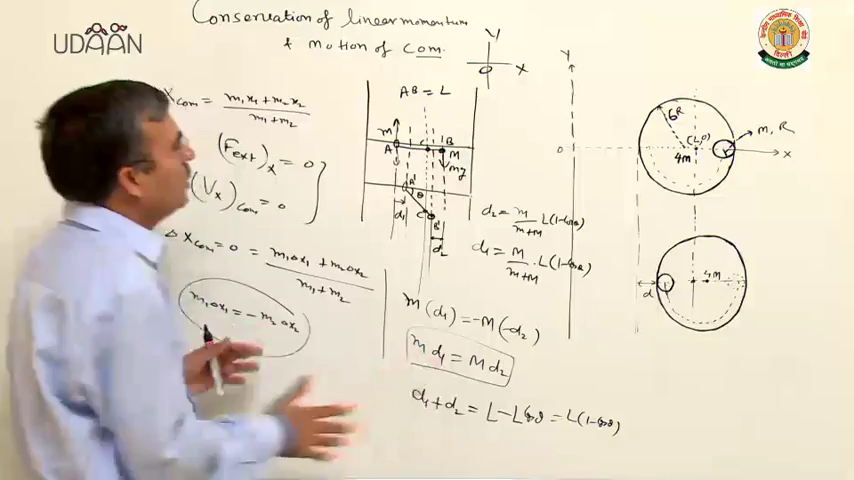 Conservation of linear momentum
& motion of com.
UDAAN
Y
O X
X com = m₁x₁ + m₂x₂ / m₁ + m₂
(Fext)x = 0
(Vx)com = 0
Δ Xcom = 0 = m₁Δx₁ + m₂Δx₂ / m₁ + m₂
m₁Δx₁ = - m₂Δx₂
AB = L
m
A C B
M
mg
A' θ
C' B'
d₁
d₂
d₂ = m / m+M L(1-cosθ)
d₁ = M / m+M . L(1-cosθ)
m(d₁) = -M(-d₂)
m d₁ = M d₂
d₁ + d₂ = L - L cosθ = L(1-cosθ)
Y
6R
(L,0)
4M
m, R
0 X
d
4M